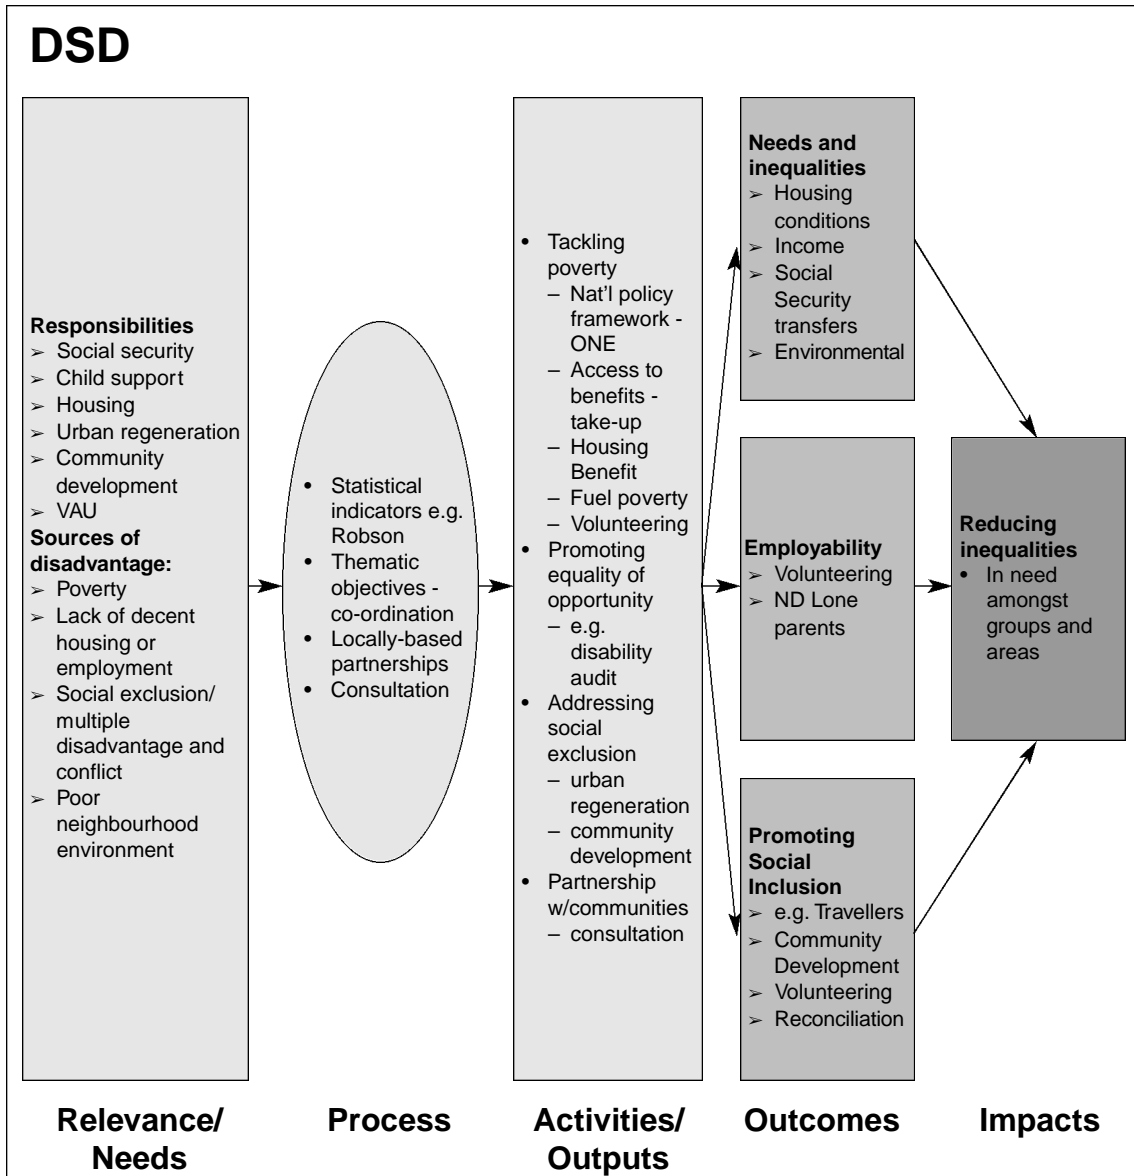 DSD
Responsibilities
➢ Social security
➢ Child support
➢ Housing
➢ Urban regeneration
➢ Community
development
➢ VAU
Sources of
disadvantage:
➢ Poverty
➢ Lack of decent
housing or
employment
➢ Social exclusion/
multiple
disadvantage and
conflict
➢ Poor
neighbourhood
environment
Relevance/
Needs
• Statistical
indicators e.g.
Robson
• Thematic
objectives -
co-ordination
• Locally-based
partnerships
• Consultation
Process
• Tackling
poverty
– Nat'l policy
framework -
ONE
– Access to
benefits -
take-up
– Housing
Benefit
– Fuel poverty
– Volunteering
• Promoting
equality of
opportunity
– e.g.
disability
audit
• Addressing
social
exclusion
– urban
regeneration
– community
development
• Partnership
w/communities
– consultation
Activities/
Outputs
Needs and
inequalities
➢ Housing
conditions
➢ Income
➢ Social
Security
transfers
➢ Environmental
Employability
➢ Volunteering
➢ ND Lone
parents
Promoting
Social
Inclusion
➢ e.g. Travellers
➢ Community
Development
➢ Volunteering
➢ Reconciliation
Outcomes
Reducing
inequalities
• In need
amongst
groups and
areas
Impacts